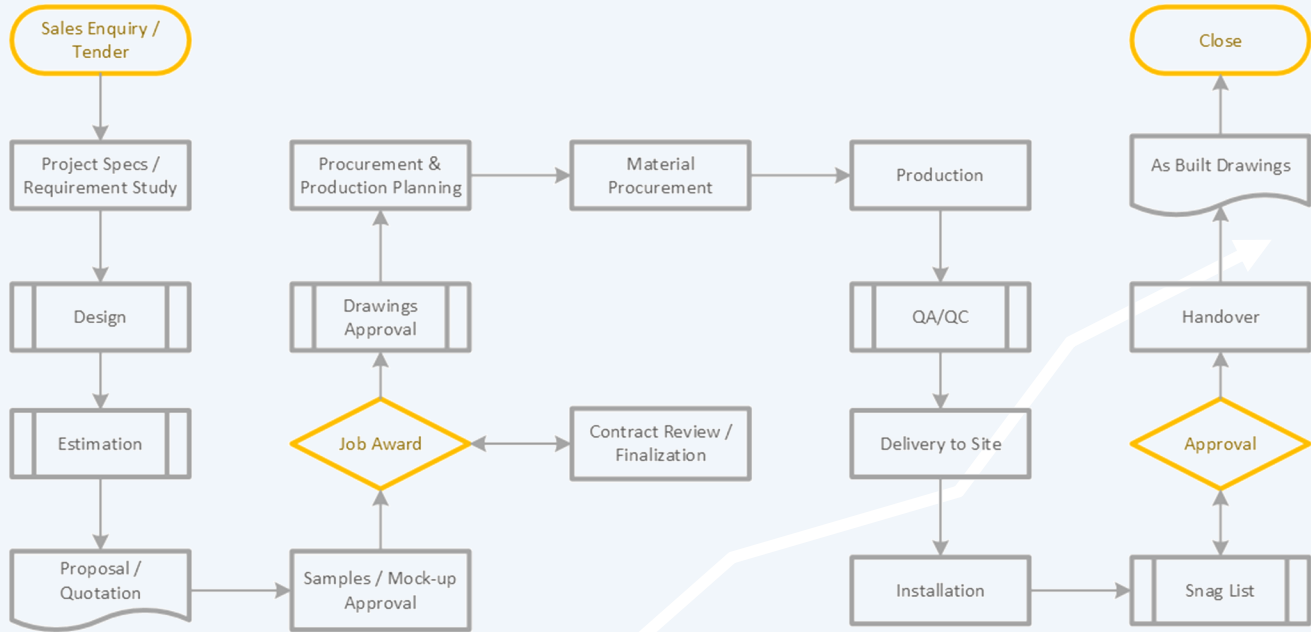 Sales Enquiry /
Tender
Project Specs /
Requirement Study
Design
Estimation
Proposal /
Quotation
Samples / Mock-up
Approval
Job Award
Contract Review /
Finalization
Drawings
Approval
Procurement &
Production Planning
Material
Procurement
Production
QA/QC
Delivery to Site
Installation
Snag List
Approval
Handover
As Built Drawings
Close